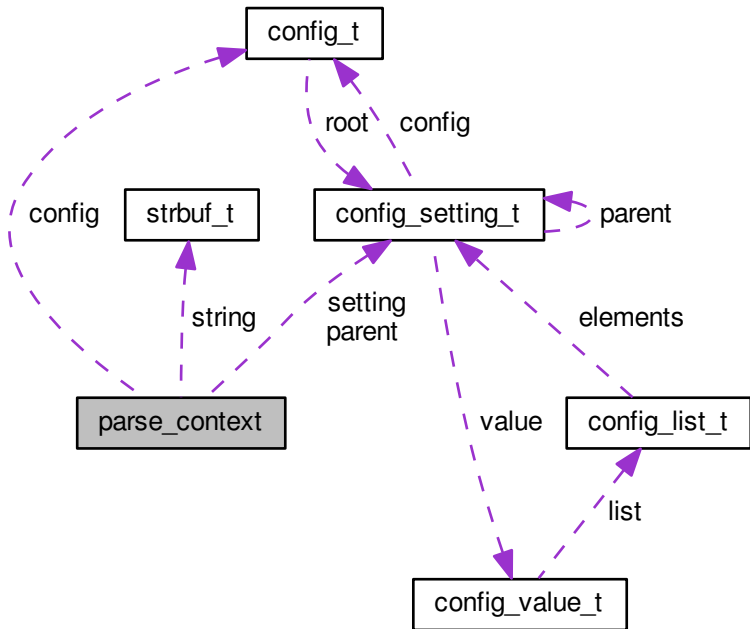 config_t
root
config
config
strbuf_t
config_setting_t
parent
string
setting
parent
elements
parse_context
value
config_list_t
list
config_value_t